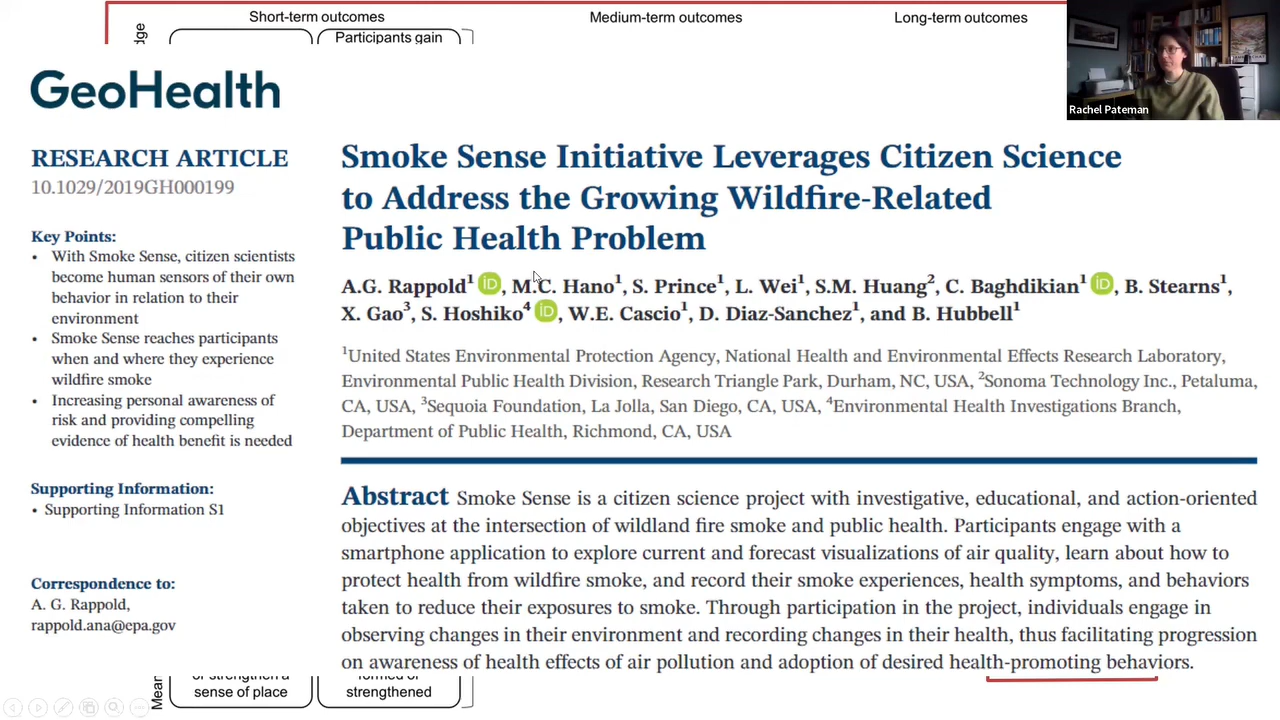 Short-term outcomes
Medium-term outcomes
Long-term outcomes
Participants gain
Rachel Pateman
GeoHealth
RESEARCH ARTICLE
10.1029/2019GH000199
Key Points:
• With Smoke Sense, citizen scientists
become human sensors of their own
behavior in relation to their
environment
• Smoke Sense reaches participants
when and where they experience
wildfire smoke
• Increasing personal awareness of
risk and providing compelling
evidence of health benefit is needed
Supporting Information:
• Supporting Information S1
Correspondence to:
A. G. Rappold,
rappold.ana@epa.gov
Smoke Sense Initiative Leverages Citizen Science
to Address the Growing Wildfire-Related
Public Health Problem
A.G. Rappold¹ iD, M.C. Hano¹, S. Prince¹, L. Wei¹, S.M. Huang², C. Baghdikian¹ iD, B. Stearns¹,
X. Gao³, S. Hoshiko⁴ iD, W.E. Cascio¹, D. Diaz-Sanchez¹, and B. Hubbell¹
¹United States Environmental Protection Agency, National Health and Environmental Effects Research Laboratory,
Environmental Public Health Division, Research Triangle Park, Durham, NC, USA, ²Sonoma Technology Inc., Petaluma,
CA, USA, ³Sequoia Foundation, La Jolla, San Diego, CA, USA, ⁴Environmental Health Investigations Branch,
Department of Public Health, Richmond, CA, USA
Abstract Smoke Sense is a citizen science project with investigative, educational, and action-oriented
objectives at the intersection of wildland fire smoke and public health. Participants engage with a
smartphone application to explore current and forecast visualizations of air quality, learn about how to
protect health from wildfire smoke, and record their smoke experiences, health symptoms, and behaviors
taken to reduce their exposures to smoke. Through participation in the project, individuals engage in
observing changes in their environment and recording changes in their health, thus facilitating progression
on awareness of health effects of air pollution and adoption of desired health-promoting behaviors.
or strengthen a
sense of place
formed or
strengthened